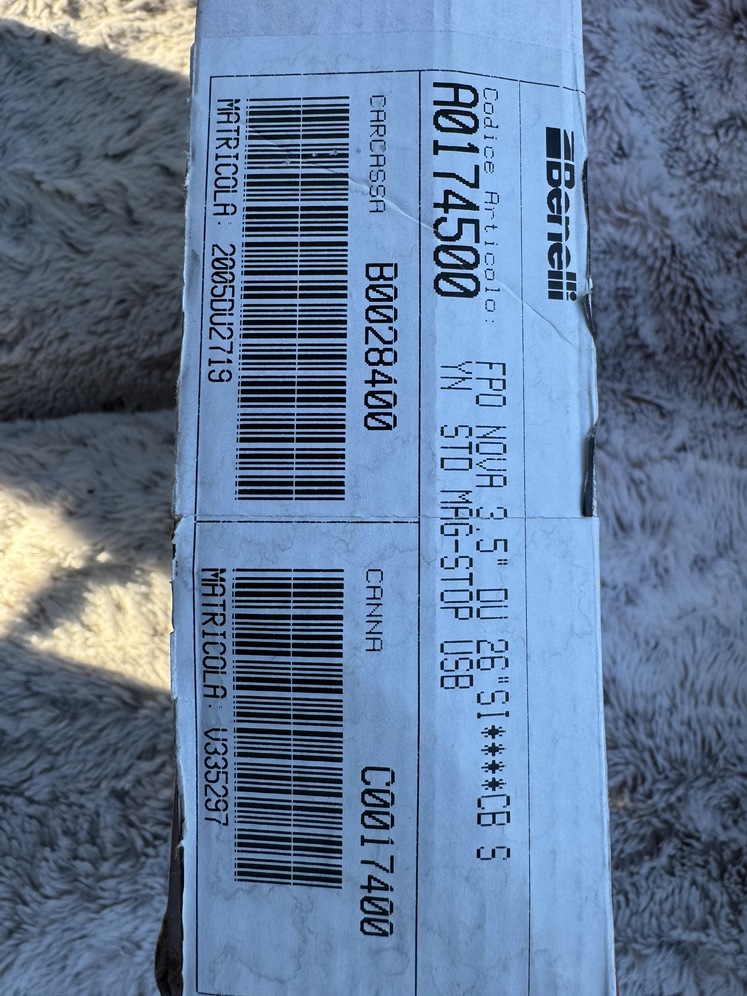 Benelli
Codice Articolo:
A0174500
FPO NOVA 3,5" DU 26"SI****CB S
YN STD MAG-STOP USB
CARCASSA
B0028400
MATRICOLA: 2005DU2719
CANNA
C0017400
MATRICOLA: V335297